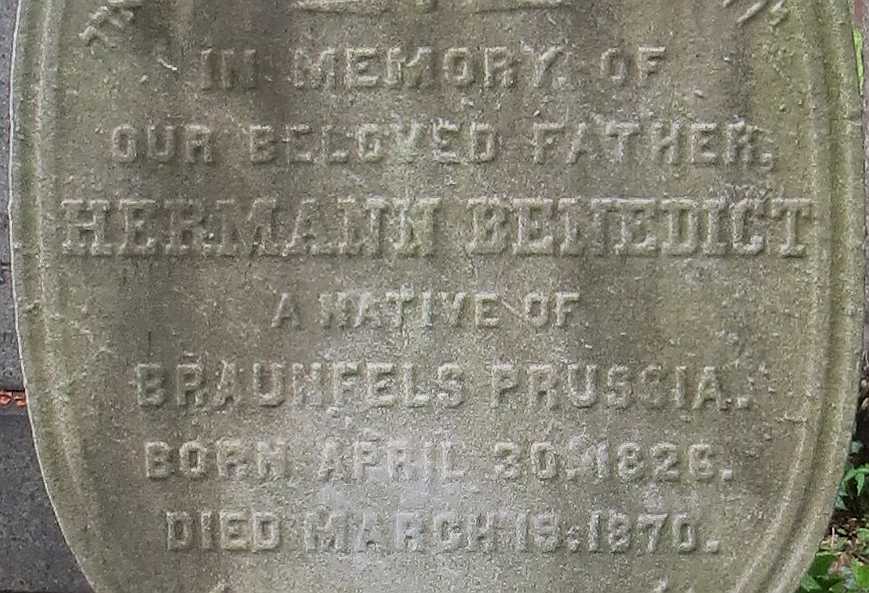 IN MEMORY OF
OUR BELOVED FATHER,
HERMANN BENEDICT
A NATIVE OF
BRAUNFELS PRUSSIA.
BORN APRIL 30. 1826.
DIED MARCH 19. 1870.